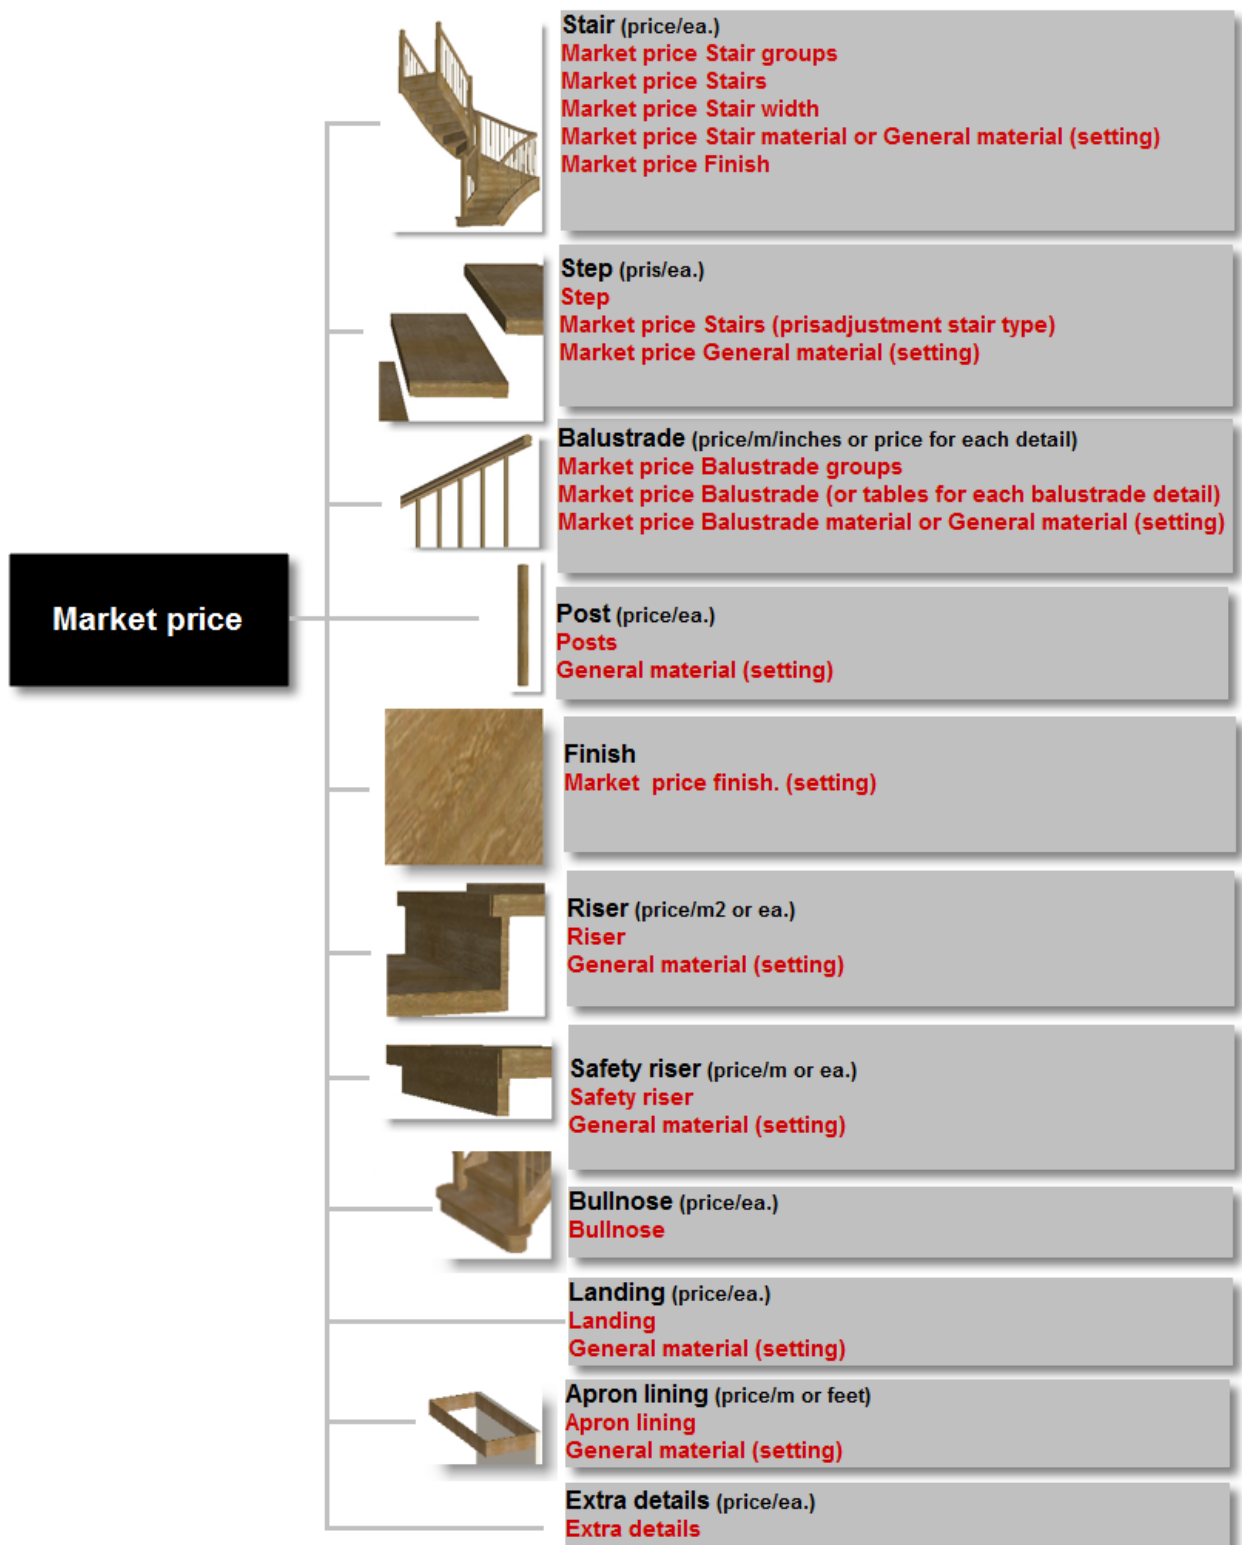 Stair (price/ea.)
Market price Stair groups
Market price Stairs
Market price Stair width
Market price Stair material or General material (setting)
Market price Finish
Step (pris/ea.)
Step
Market price Stairs (prisadjustment stair type)
Market price General material (setting)
Balustrade (price/m/inches or price for each detail)
Market price Balustrade groups
Market price Balustrade (or tables for each balustrade detail)
Market price Balustrade material or General material (setting)
Market price
Post (price/ea.)
Posts
General material (setting)
Finish
Market price finish. (setting)
Riser (price/m2 or ea.)
Riser
General material (setting)
Safety riser (price/m or ea.)
Safety riser
General material (setting)
Bullnose (price/ea.)
Bullnose
Landing (price/ea.)
Landing
General material (setting)
Apron lining (price/m or feet)
Apron lining
General material (setting)
Extra details (price/ea.)
Extra details